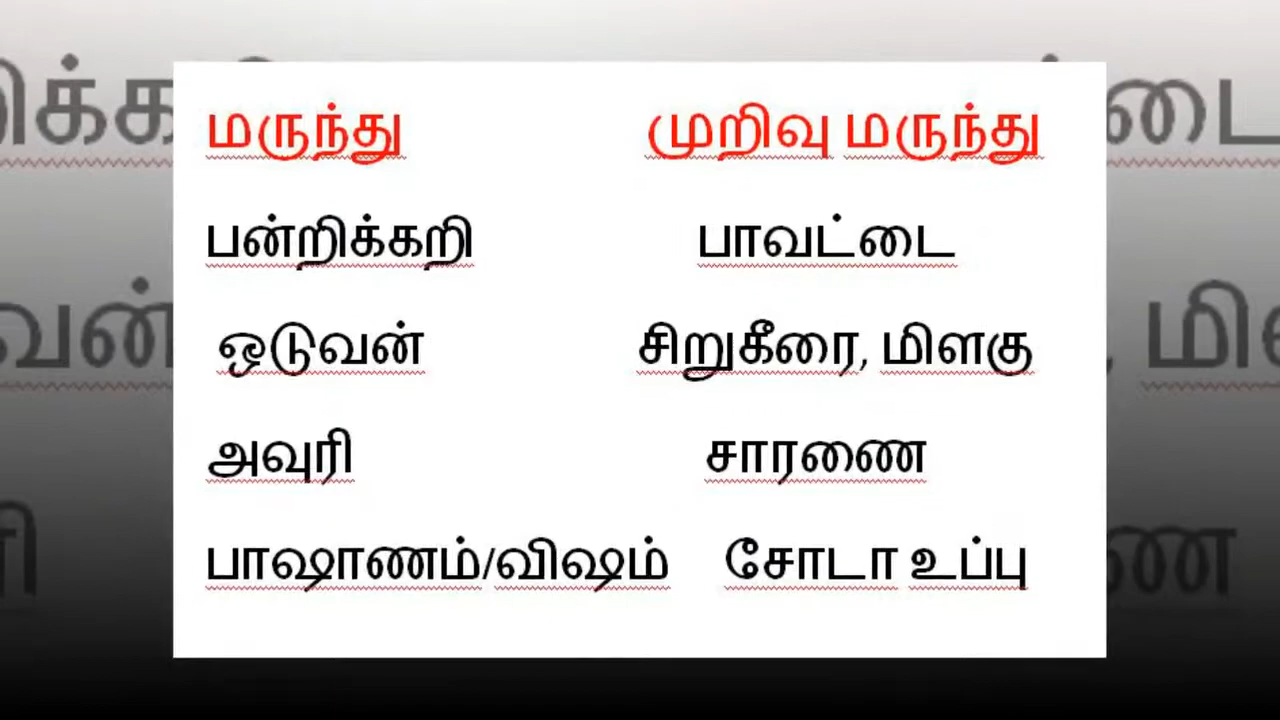 மருந்து முறிவு மருந்து
பன்றிக்கறி பாவட்டை
ஒடுவன் சிறுகீரை, மிளகு
அவுரி சாரணை
பாஷாணம்/விஷம் சோடா உப்பு